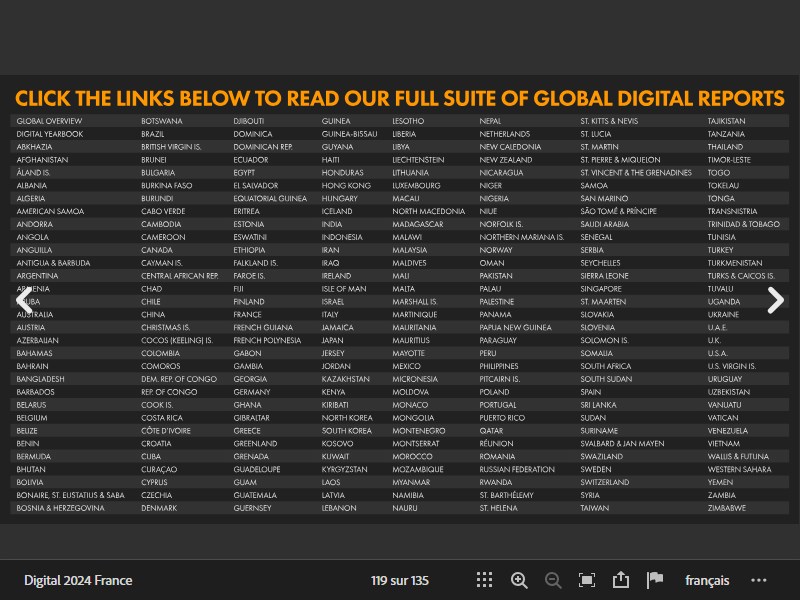 CLICK THE LINKS BELOW TO READ OUR FULL SUITE OF GLOBAL DIGITAL REPORTS
GLOBAL OVERVIEW BOTSWANA DJIBOUTI GUINEA LESOTHO NEPAL ST. KITTS & NEVIS TAJIKISTAN
DIGITAL YEARBOOK BRAZIL DOMINICA GUINEA-BISSAU LIBERIA NETHERLANDS ST. LUCIA TANZANIA
ABKHAZIA BRITISH VIRGIN IS. DOMINICAN REP. GUYANA LIBYA NEW CALEDONIA ST. MARTIN THAILAND
AFGHANISTAN BRUNEI ECUADOR HAITI LIECHTENSTEIN NEW ZEALAND ST. PIERRE & MIQUELON TIMOR-LESTE
ÅLAND IS. BULGARIA EGYPT HONDURAS LITHUANIA NICARAGUA ST. VINCENT & THE GRENADINES TOGO
ALBANIA BURKINA FASO EL SALVADOR HONG KONG LUXEMBOURG NIGER SAMOA TOKELAU
ALGERIA BURUNDI EQUATORIAL GUINEA HUNGARY MACAU NIGERIA SAN MARINO TONGA
AMERICAN SAMOA CABO VERDE ERITREA ICELAND NORTH MACEDONIA NIUE SÃO TOMÉ & PRÍNCIPE TRANSNISTRIA
ANDORRA CAMBODIA ESTONIA INDIA MADAGASCAR NORFOLK IS. SAUDI ARABIA TRINIDAD & TOBAGO
ANGOLA CAMEROON ESWATINI INDONESIA MALAWI NORTHERN MARIANA IS. SENEGAL TUNISIA
ANGUILLA CANADA ETHIOPIA IRAN MALAYSIA NORWAY SERBIA TURKEY
ANTIGUA & BARBUDA CAYMAN IS. FALKLAND IS. IRAQ MALDIVES OMAN SEYCHELLES TURKMENISTAN
ARGENTINA CENTRAL AFRICAN REP. FAROE IS. IRELAND MALI PAKISTAN SIERRA LEONE TURKS & CAICOS IS.
ARMENIA CHAD FIJI ISLE OF MAN MALTA PALAU SINGAPORE TUVALU
ARUBA CHILE FINLAND ISRAEL MARSHALL IS. PALESTINE ST. MAARTEN UGANDA
AUSTRALIA CHINA FRANCE ITALY MARTINIQUE PANAMA SLOVAKIA UKRAINE
AUSTRIA CHRISTMAS IS. FRENCH GUIANA JAMAICA MAURITANIA PAPUA NEW GUINEA SLOVENIA U.A.E.
AZERBAIJAN COCOS (KEELING) IS. FRENCH POLYNESIA JAPAN MAURITIUS PARAGUAY SOLOMON IS. U.K.
BAHAMAS COLOMBIA GABON JERSEY MAYOTTE PERU SOMALIA U.S.A.
BAHRAIN COMOROS GAMBIA JORDAN MEXICO PHILIPPINES SOUTH AFRICA U.S. VIRGIN IS.
BANGLADESH DEM. REP. OF CONGO GEORGIA KAZAKHSTAN MICRONESIA PITCAIRN IS. SOUTH SUDAN URUGUAY
BARBADOS REP. OF CONGO GERMANY KENYA MOLDOVA POLAND SPAIN UZBEKISTAN
BELARUS COOK IS. GHANA KIRIBATI MONACO PORTUGAL SRI LANKA VANUATU
BELGIUM COSTA RICA GIBRALTAR NORTH KOREA MONGOLIA PUERTO RICO SUDAN VATICAN
BELIZE CÔTE D'IVOIRE GREECE SOUTH KOREA MONTENEGRO QATAR SURINAME VENEZUELA
BENIN CROATIA GREENLAND KOSOVO MONTSERRAT RÉUNION SVALBARD & JAN MAYEN VIETNAM
BERMUDA CUBA GRENADA KUWAIT MOROCCO ROMANIA SWAZILAND WALLIS & FUTUNA
BHUTAN CURAÇAO GUADELOUPE KYRGYZSTAN MOZAMBIQUE RUSSIAN FEDERATION SWEDEN WESTERN SAHARA
BOLIVIA CYPRUS GUAM LAOS MYANMAR RWANDA SWITZERLAND YEMEN
BONAIRE, ST. EUSTATIUS & SABA CZECHIA GUATEMALA LATVIA NAMIBIA ST. BARTHÉLEMY SYRIA ZAMBIA
BOSNIA & HERZEGOVINA DENMARK GUERNSEY LEBANON NAURU ST. HELENA TAIWAN ZIMBABWE
Digital 2024 France 119 sur 135 français